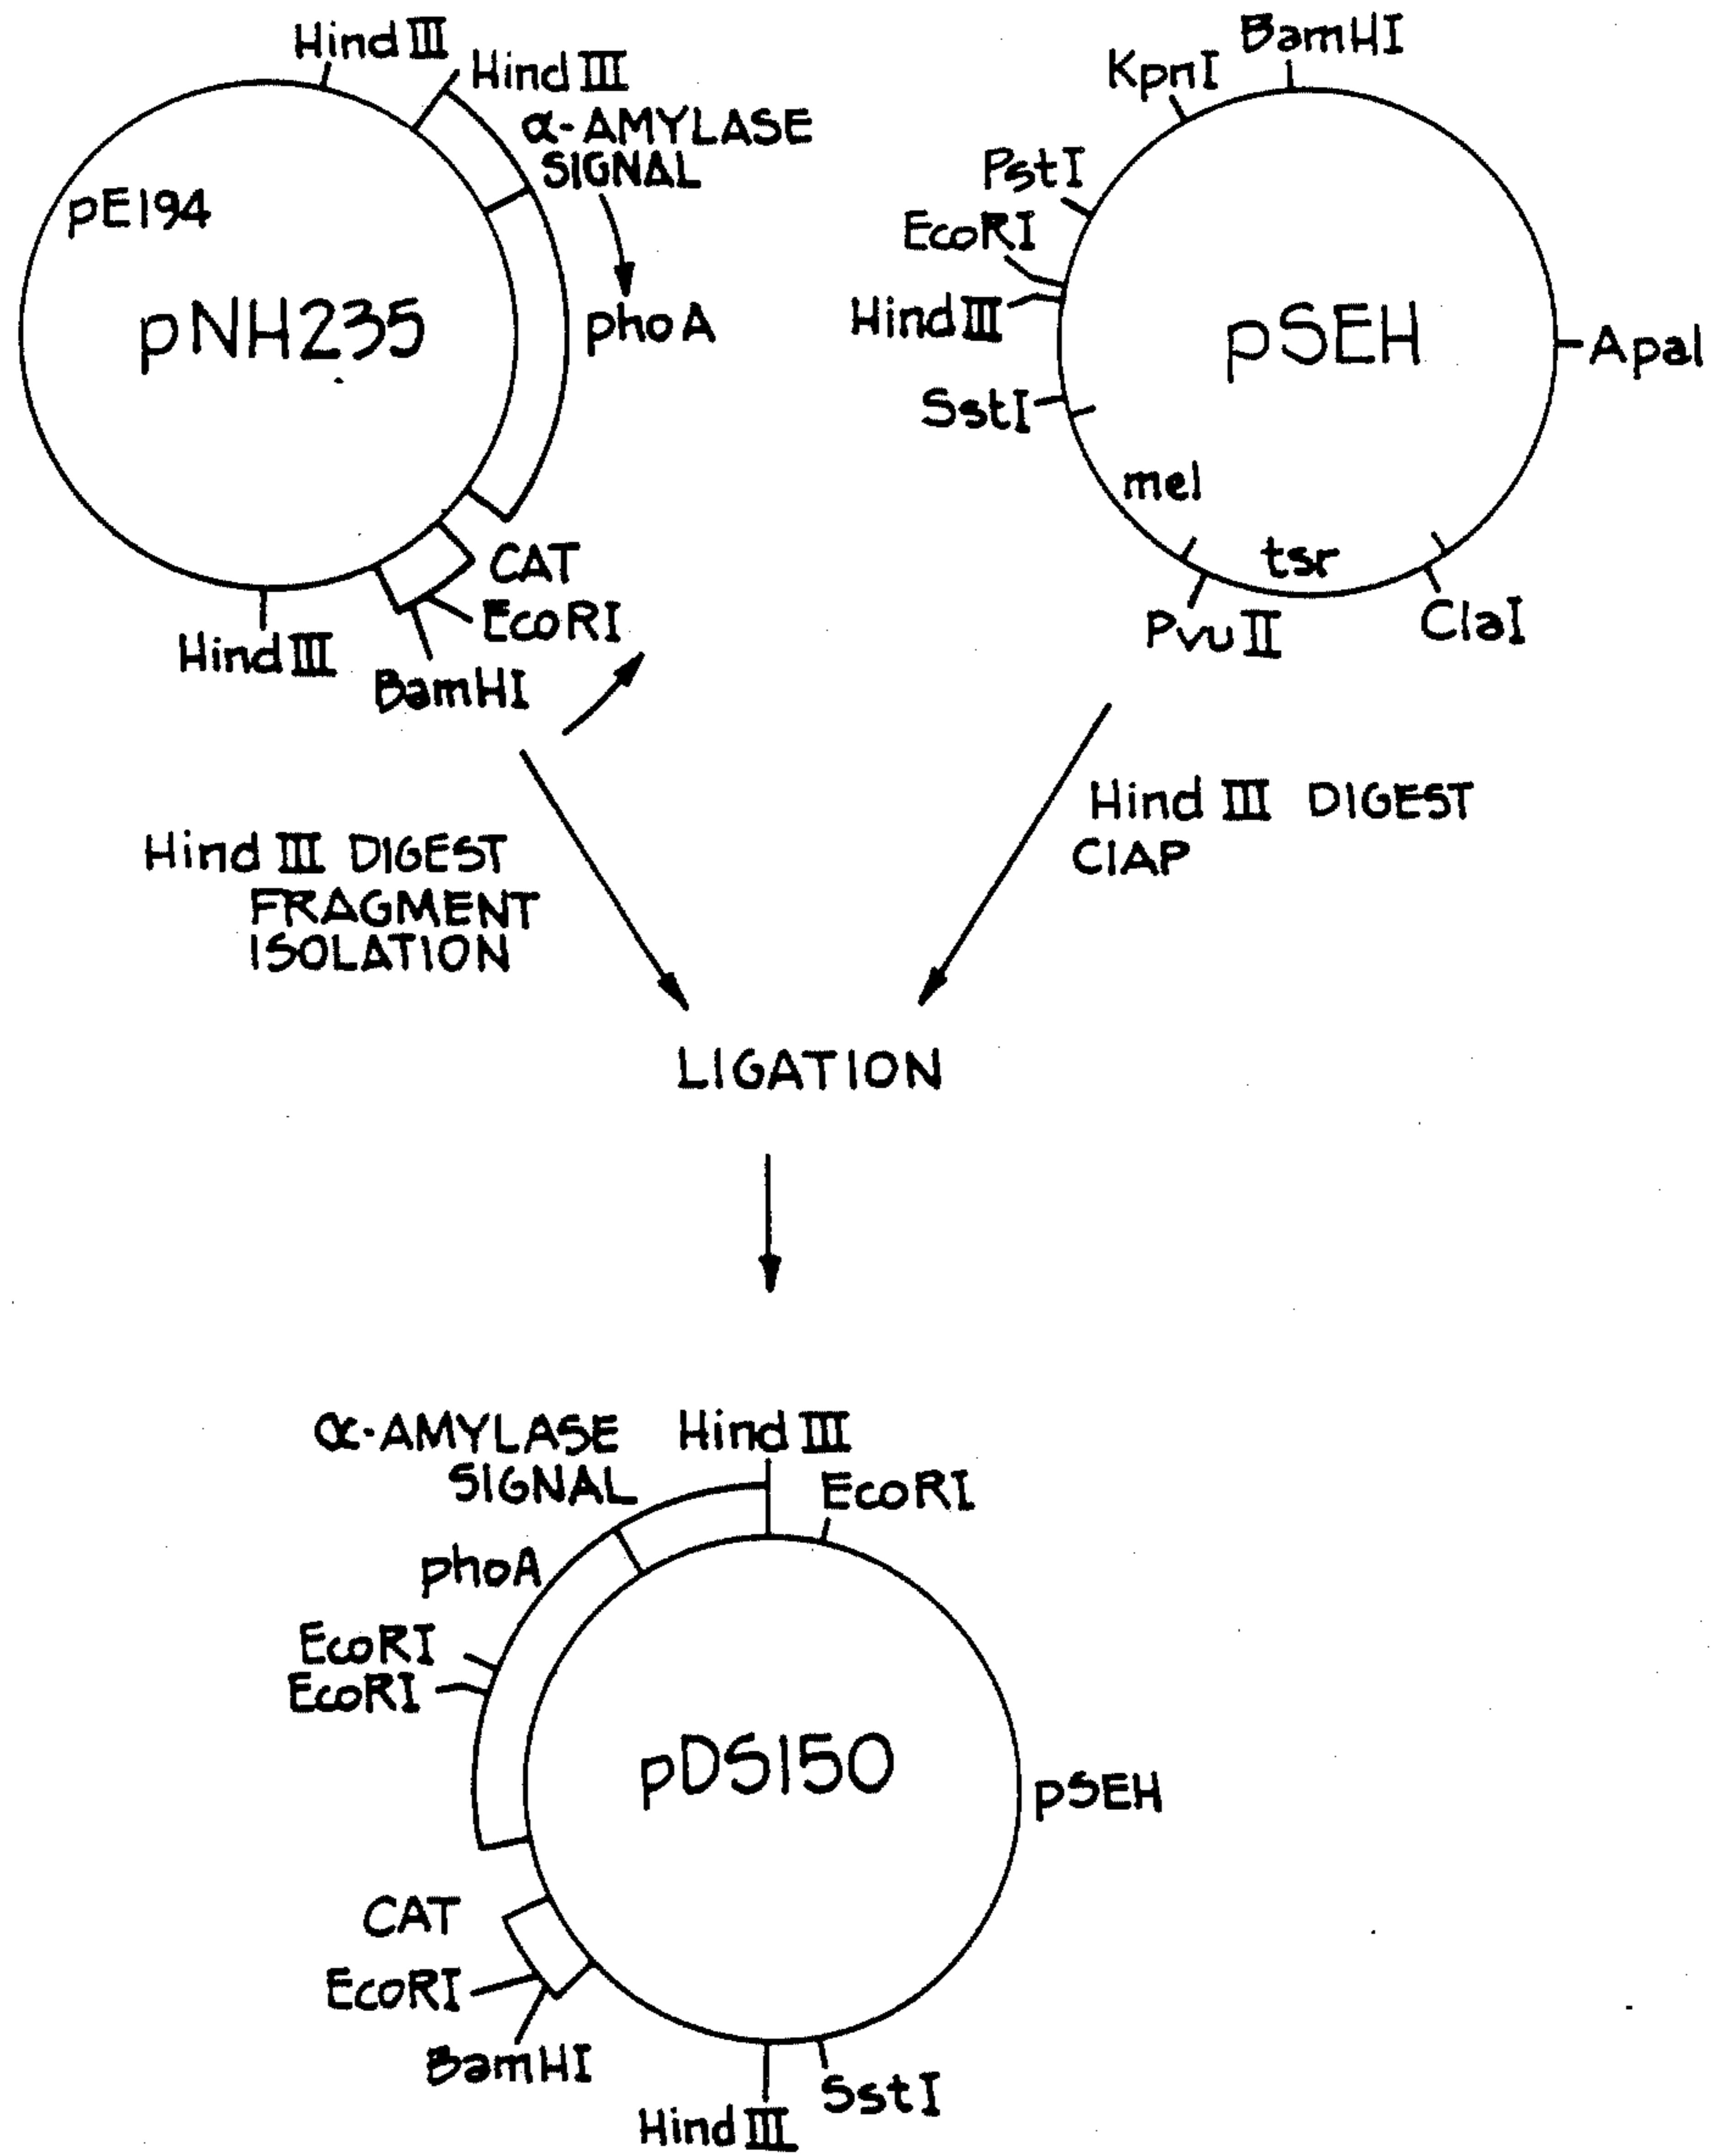 Hind III
Hind III
α-AMYLASE
SIGNAL
pE194
pNH235
phoA
CAT
EcoRI
Hind III
BamHI
BamHI
KpnI
PstI
EcoRI
Hind III
pSEH
ApaI
SstI
mel
tsr
PvuII
ClaI
Hind III DIGEST
FRAGMENT
ISOLATION
Hind III DIGEST
CIAP
LIGATION
α-AMYLASE
SIGNAL
Hind III
EcoRI
phoA
EcoRI
EcoRI
pDS150
pSEH
CAT
EcoRI
BamHI
SstI
Hind III